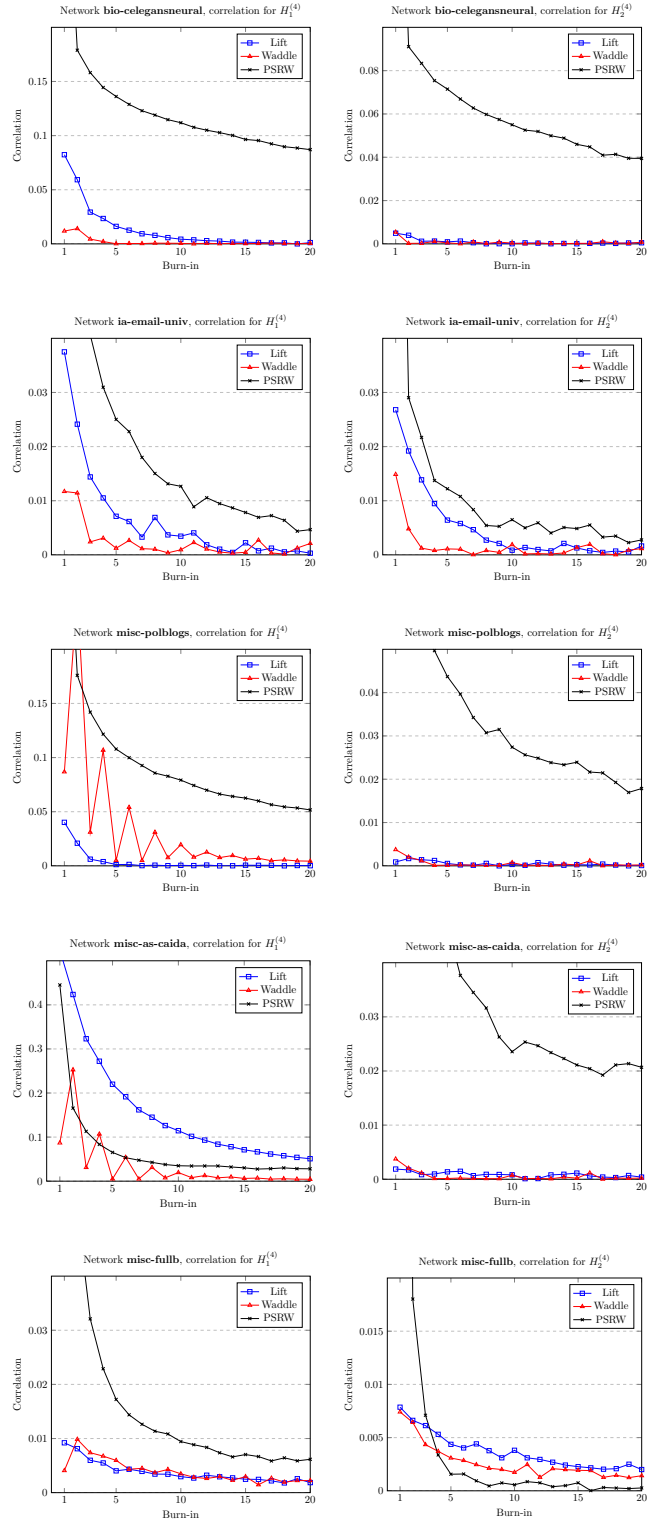 Network bio-celegansneural, correlation for H_1^(4)
0.15
0.1
0.05
0
Correlation
1 5 10 15 20
Burn-in
Lift
Waddle
PSRW
Network bio-celegansneural, correlation for H_2^(4)
0.08
0.06
0.04
0.02
0
Correlation
1 5 10 15 20
Burn-in
Lift
Waddle
PSRW
Network ia-email-univ, correlation for H_1^(4)
0.03
0.02
0.01
0
Correlation
1 5 10 15 20
Burn-in
Lift
Waddle
PSRW
Network ia-email-univ, correlation for H_2^(4)
0.03
0.02
0.01
0
Correlation
1 5 10 15 20
Burn-in
Lift
Waddle
PSRW
Network misc-polblogs, correlation for H_1^(4)
0.15
0.1
0.05
0
Correlation
1 5 10 15 20
Burn-in
Lift
Waddle
PSRW
Network misc-polblogs, correlation for H_2^(4)
0.04
0.02
0
Correlation
1 5 10 15 20
Burn-in
Lift
Waddle
PSRW
Network misc-as-caida, correlation for H_1^(4)
0.4
0.3
0.2
0.1
0
Correlation
1 5 10 15 20
Burn-in
Lift
Waddle
PSRW
Network misc-as-caida, correlation for H_2^(4)
0.03
0.02
0.01
0
Correlation
1 5 10 15 20
Burn-in
Lift
Waddle
PSRW
Network misc-fullb, correlation for H_1^(4)
0.03
0.02
0.01
0
Correlation
1 5 10 15 20
Burn-in
Lift
Waddle
PSRW
Network misc-fullb, correlation for H_2^(4)
0.015
0.01
0.005
0
Correlation
1 5 10 15 20
Burn-in
Lift
Waddle
PSRW